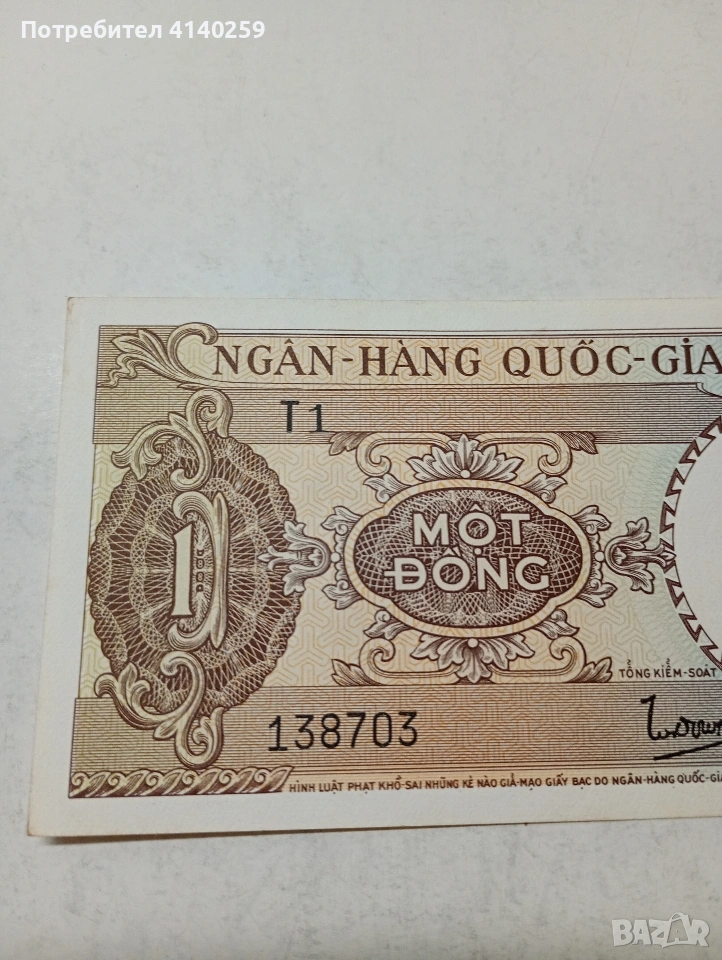 Потребител 4140259
NGÂN-HÀNG QUỐC-GIA
T1
1
MỘT
ĐỒNG
TỔNG KIỂM-SOÁT
138703
HÌNH LUẬT PHẠT KHỔ-SAI NHỮNG KẺ NÀO GIẢ-MẠO GIẤY BẠC DO NGÂN-HÀNG QUỐC-GIA
BAZAR